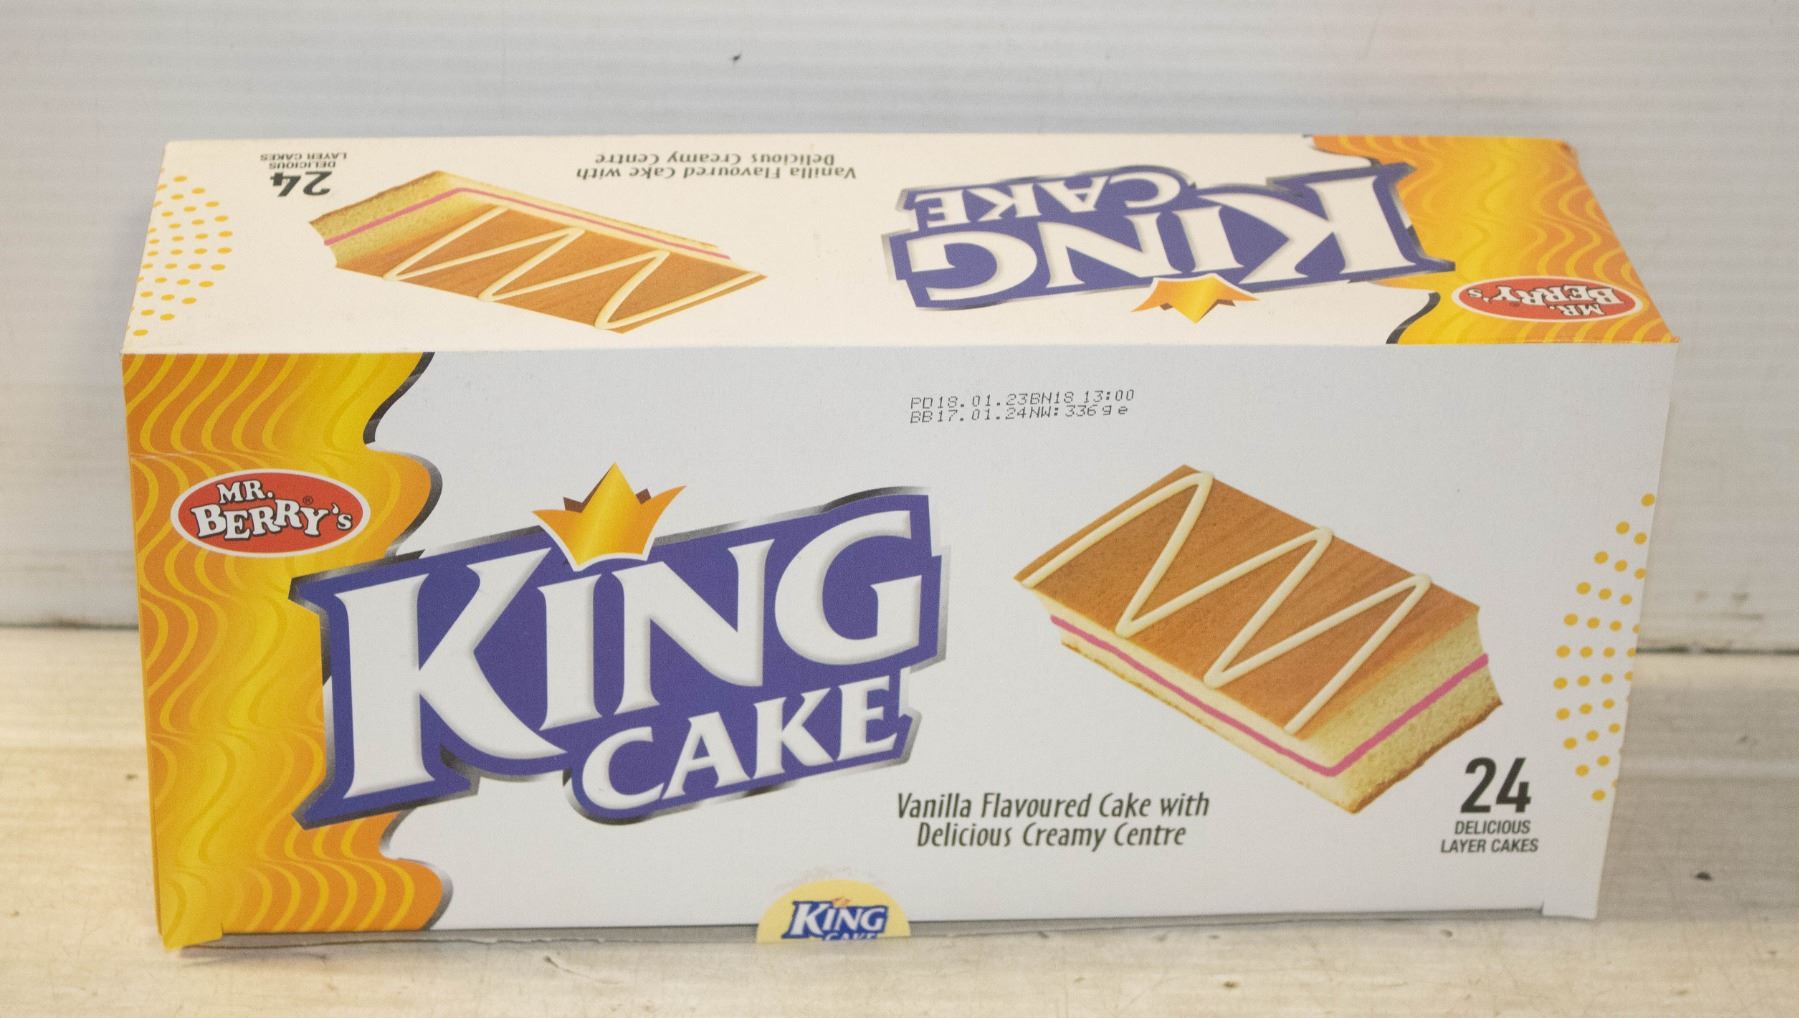 24
DELICIOUS
LAYER CAKES
Vanilla Flavoured Cake with
Delicious Creamy Centre
KING
CAKE
MR.
BERRY's
PD18.01.23BN18 13:00
BB17.01.24NW:336g e
MR.
BERRY's®
KING
CAKE
Vanilla Flavoured Cake with
Delicious Creamy Centre
24
DELICIOUS
LAYER CAKES
KING
CAKE